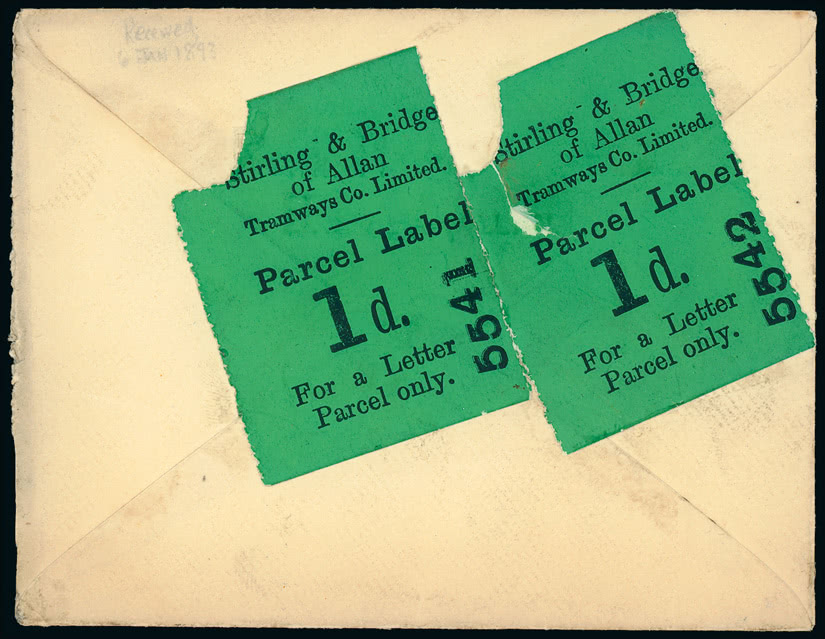 Received
6 JAN 1893
Stirling & Bridge
of Allan
Tramways Co. Limited.
Parcel Label
1d.
For a Letter
Parcel only.
5541
Stirling & Bridge
of Allan
Tramways Co. Limited.
Parcel Label
1d.
For a Letter
Parcel only.
5542